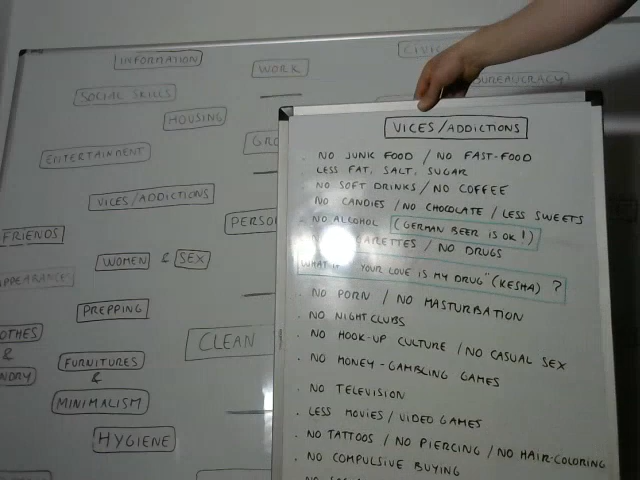 INFORMATION
WORK
SOCIAL SKILLS
HOUSING
BUREAUCRACY
ENTERTAINMENT
VICES/ADDICTIONS
FRIENDS
WOMEN & SEX
APPEARANCE
PREPPING
CLEAN
FURNITURES
&
MINIMALISM
HYGIENE
&
VICES/ADDICTIONS
. NO JUNK FOOD / NO FAST-FOOD
. LESS FAT, SALT, SUGAR
. NO SOFT DRINKS / NO COFFEE
. NO CANDIES / NO CHOCOLATE / LESS SWEETS
. NO ALCOHOL (GERMAN BEER IS OK!)
/ NO DRUGS
WHAT IF "YOUR LOVE IS MY DRUG" (KESHA) ?
. NO PORN / NO MASTURBATION
. NO NIGHTCLUBS
. NO HOOK-UP CULTURE / NO CASUAL SEX
. NO MONEY-GAMBLING GAMES
. NO TELEVISION
. LESS MOVIES / VIDEO GAMES
. NO TATTOOS / NO PIERCING / NO HAIR-COLORING
. NO COMPULSIVE BUYING